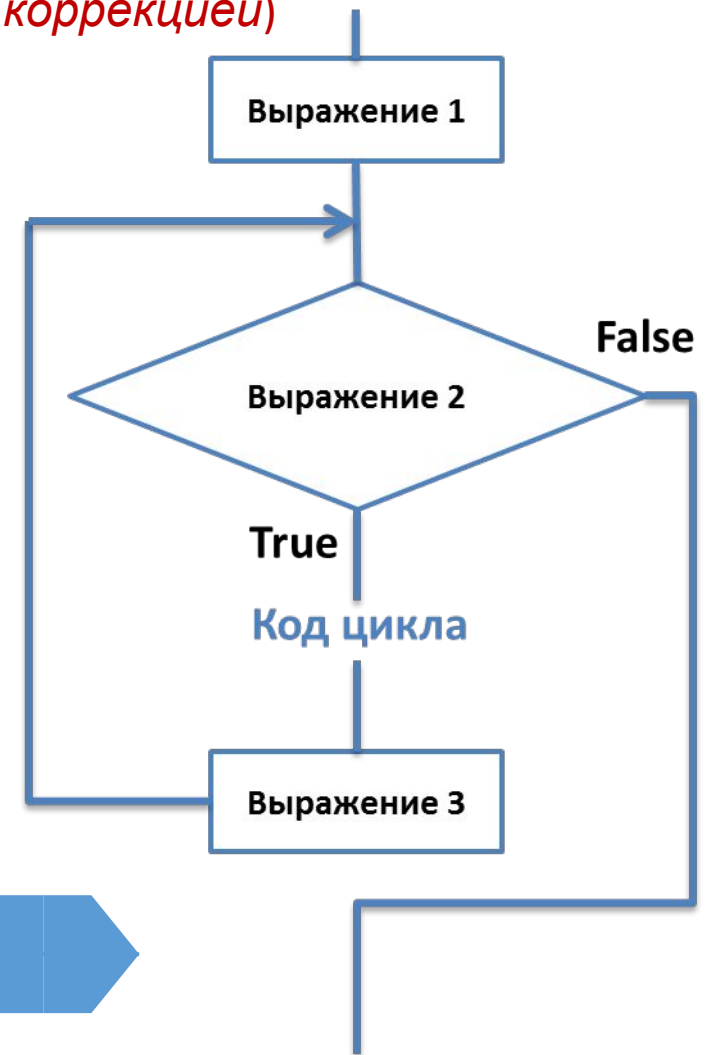 коррекцией)
Выражение 1
False
Выражение 2
True
Код цикла
Выражение 3